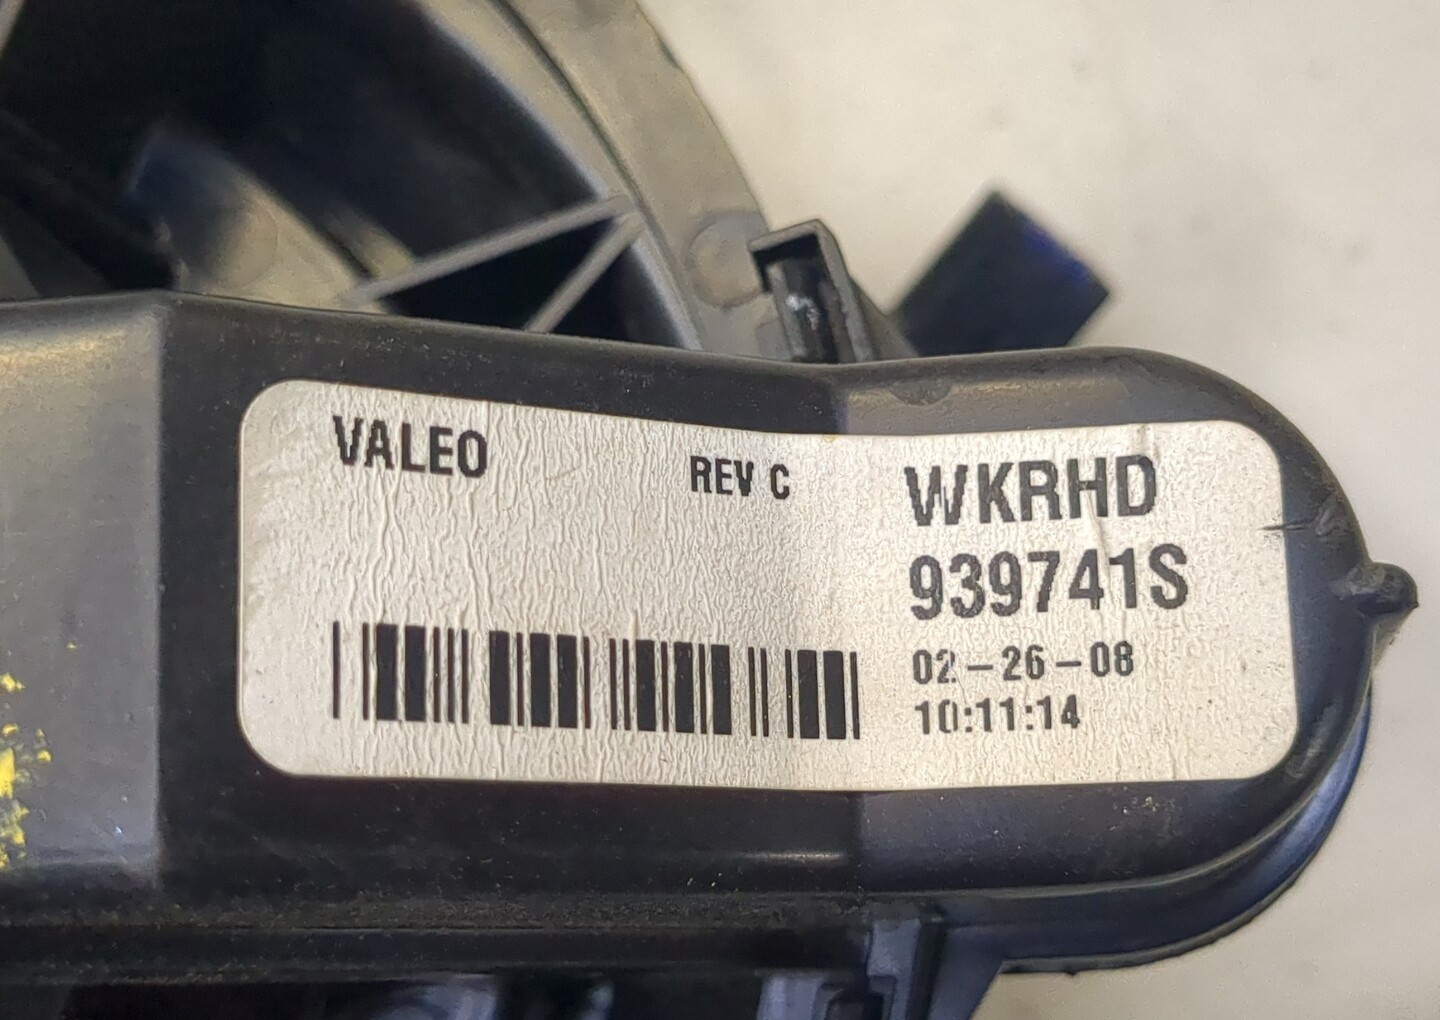 VALEO
REV C
WKRHD
939741S
02-26-08
10:11:14